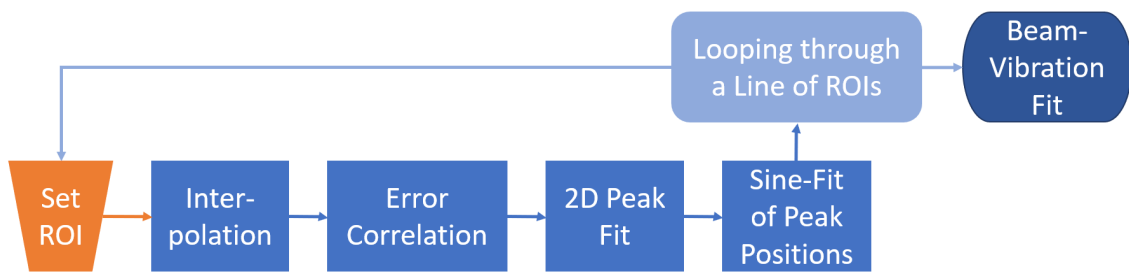 Looping through
a Line of ROIs
Beam-
Vibration
Fit
Set
ROI
Inter-
polation
Error
Correlation
2D Peak
Fit
Sine-Fit
of Peak
Positions